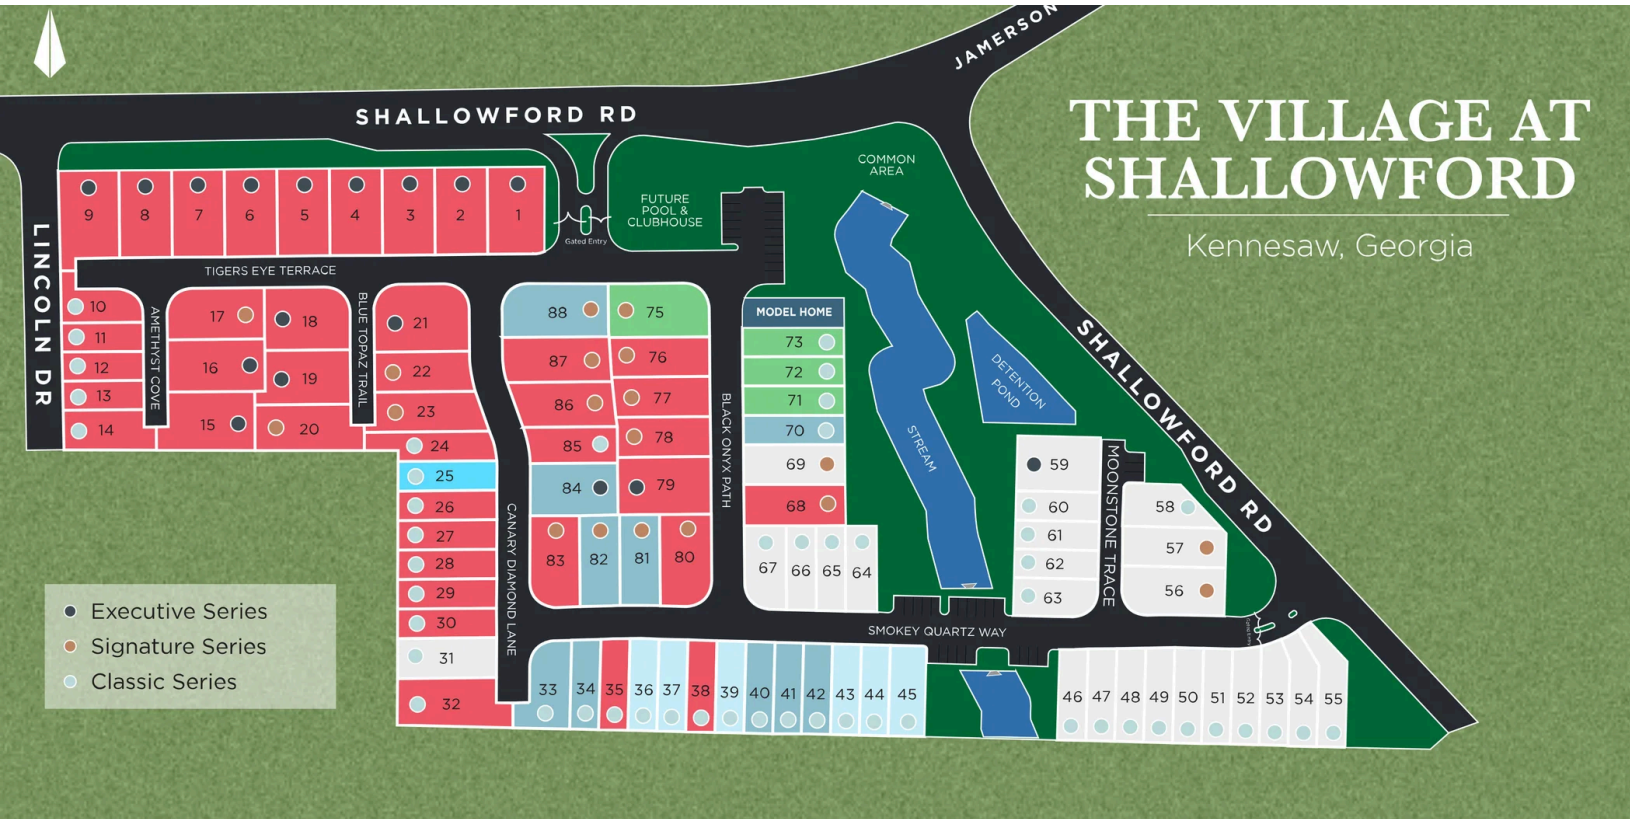 JAMERSON
SHALLOWFORD RD
THE VILLAGE AT
SHALLOWFORD
Kennesaw, Georgia
COMMON
AREA
FUTURE
POOL &
CLUBHOUSE
Gated Entry
9 8 7 6 5 4 3 2 1
LINCOLN DR
TIGERS EYE TERRACE
10
11
12
13
14
AMETHYST COVE
17
16
15
18
19
20
BLUE TOPAZ TRAIL
21
22
23
24
25
26
27
28
29
30
31
32
CANARY DIAMOND LANE
88
87
86
85
84
83 82 81 80
75
76
77
78
79
BLACK ONYX PATH
MODEL HOME
73
72
71
70
69
68
67 66 65 64
STREAM
DETENTION
POND
SHALLOWFORD RD
59
60
61
62
63
MOONSTONE TRACE
58
57
56
SMOKEY QUARTZ WAY
33 34 35 36 37 38 39 40 41 42 43 44 45
46 47 48 49 50 51 52 53 54 55
Executive Series
Signature Series
Classic Series